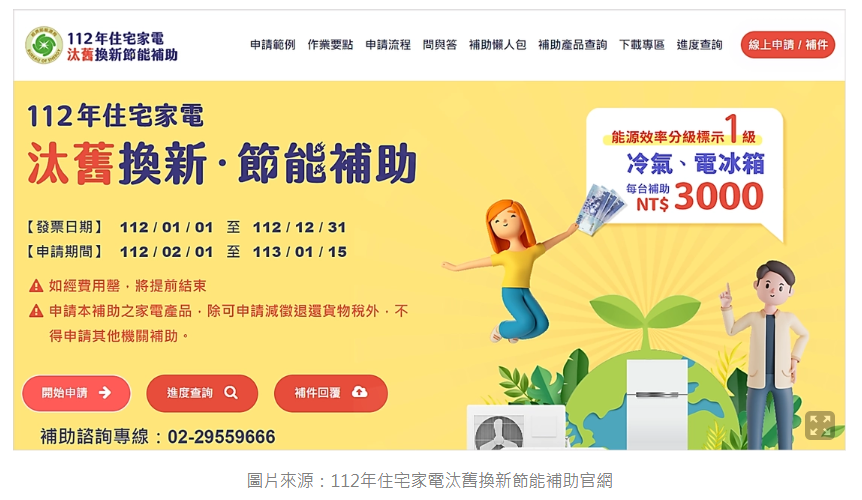 112年住宅家電
汰舊換新節能補助
申請範例 作業要點 申請流程 問與答 補助懶人包 補助產品查詢 下載專區 進度查詢 線上申請 / 補件
112年住宅家電
汰舊換新·節能補助
能源效率分級標示1級
冷氣、電冰箱
每台補助
NT$ 3000
【發票日期】 112 / 01 / 01 至 112 / 12 / 31
【申請期間】 112 / 02 / 01 至 113 / 01 / 15
如經費用罄，將提前結束
申請本補助之家電產品，除可申請減徵退還貨物稅外，不
得申請其他機關補助。
開始申請 進度查詢 補件回覆
補助諮詢專線：02-29559666
圖片來源：112年住宅家電汰舊換新節能補助官網